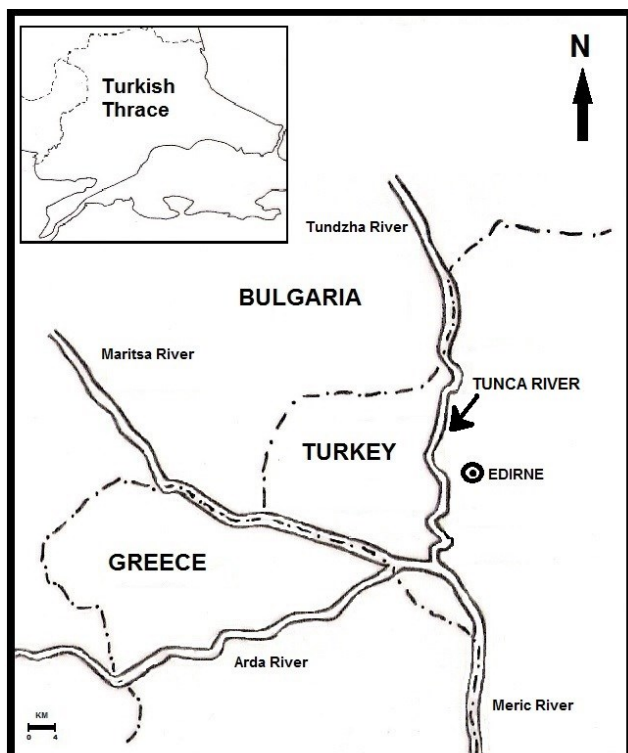 Turkish
Thrace
N
Tundzha River
BULGARIA
Maritsa River
TUNCA RIVER
TURKEY
EDIRNE
GREECE
Arda River
Meric River
KM
0 4